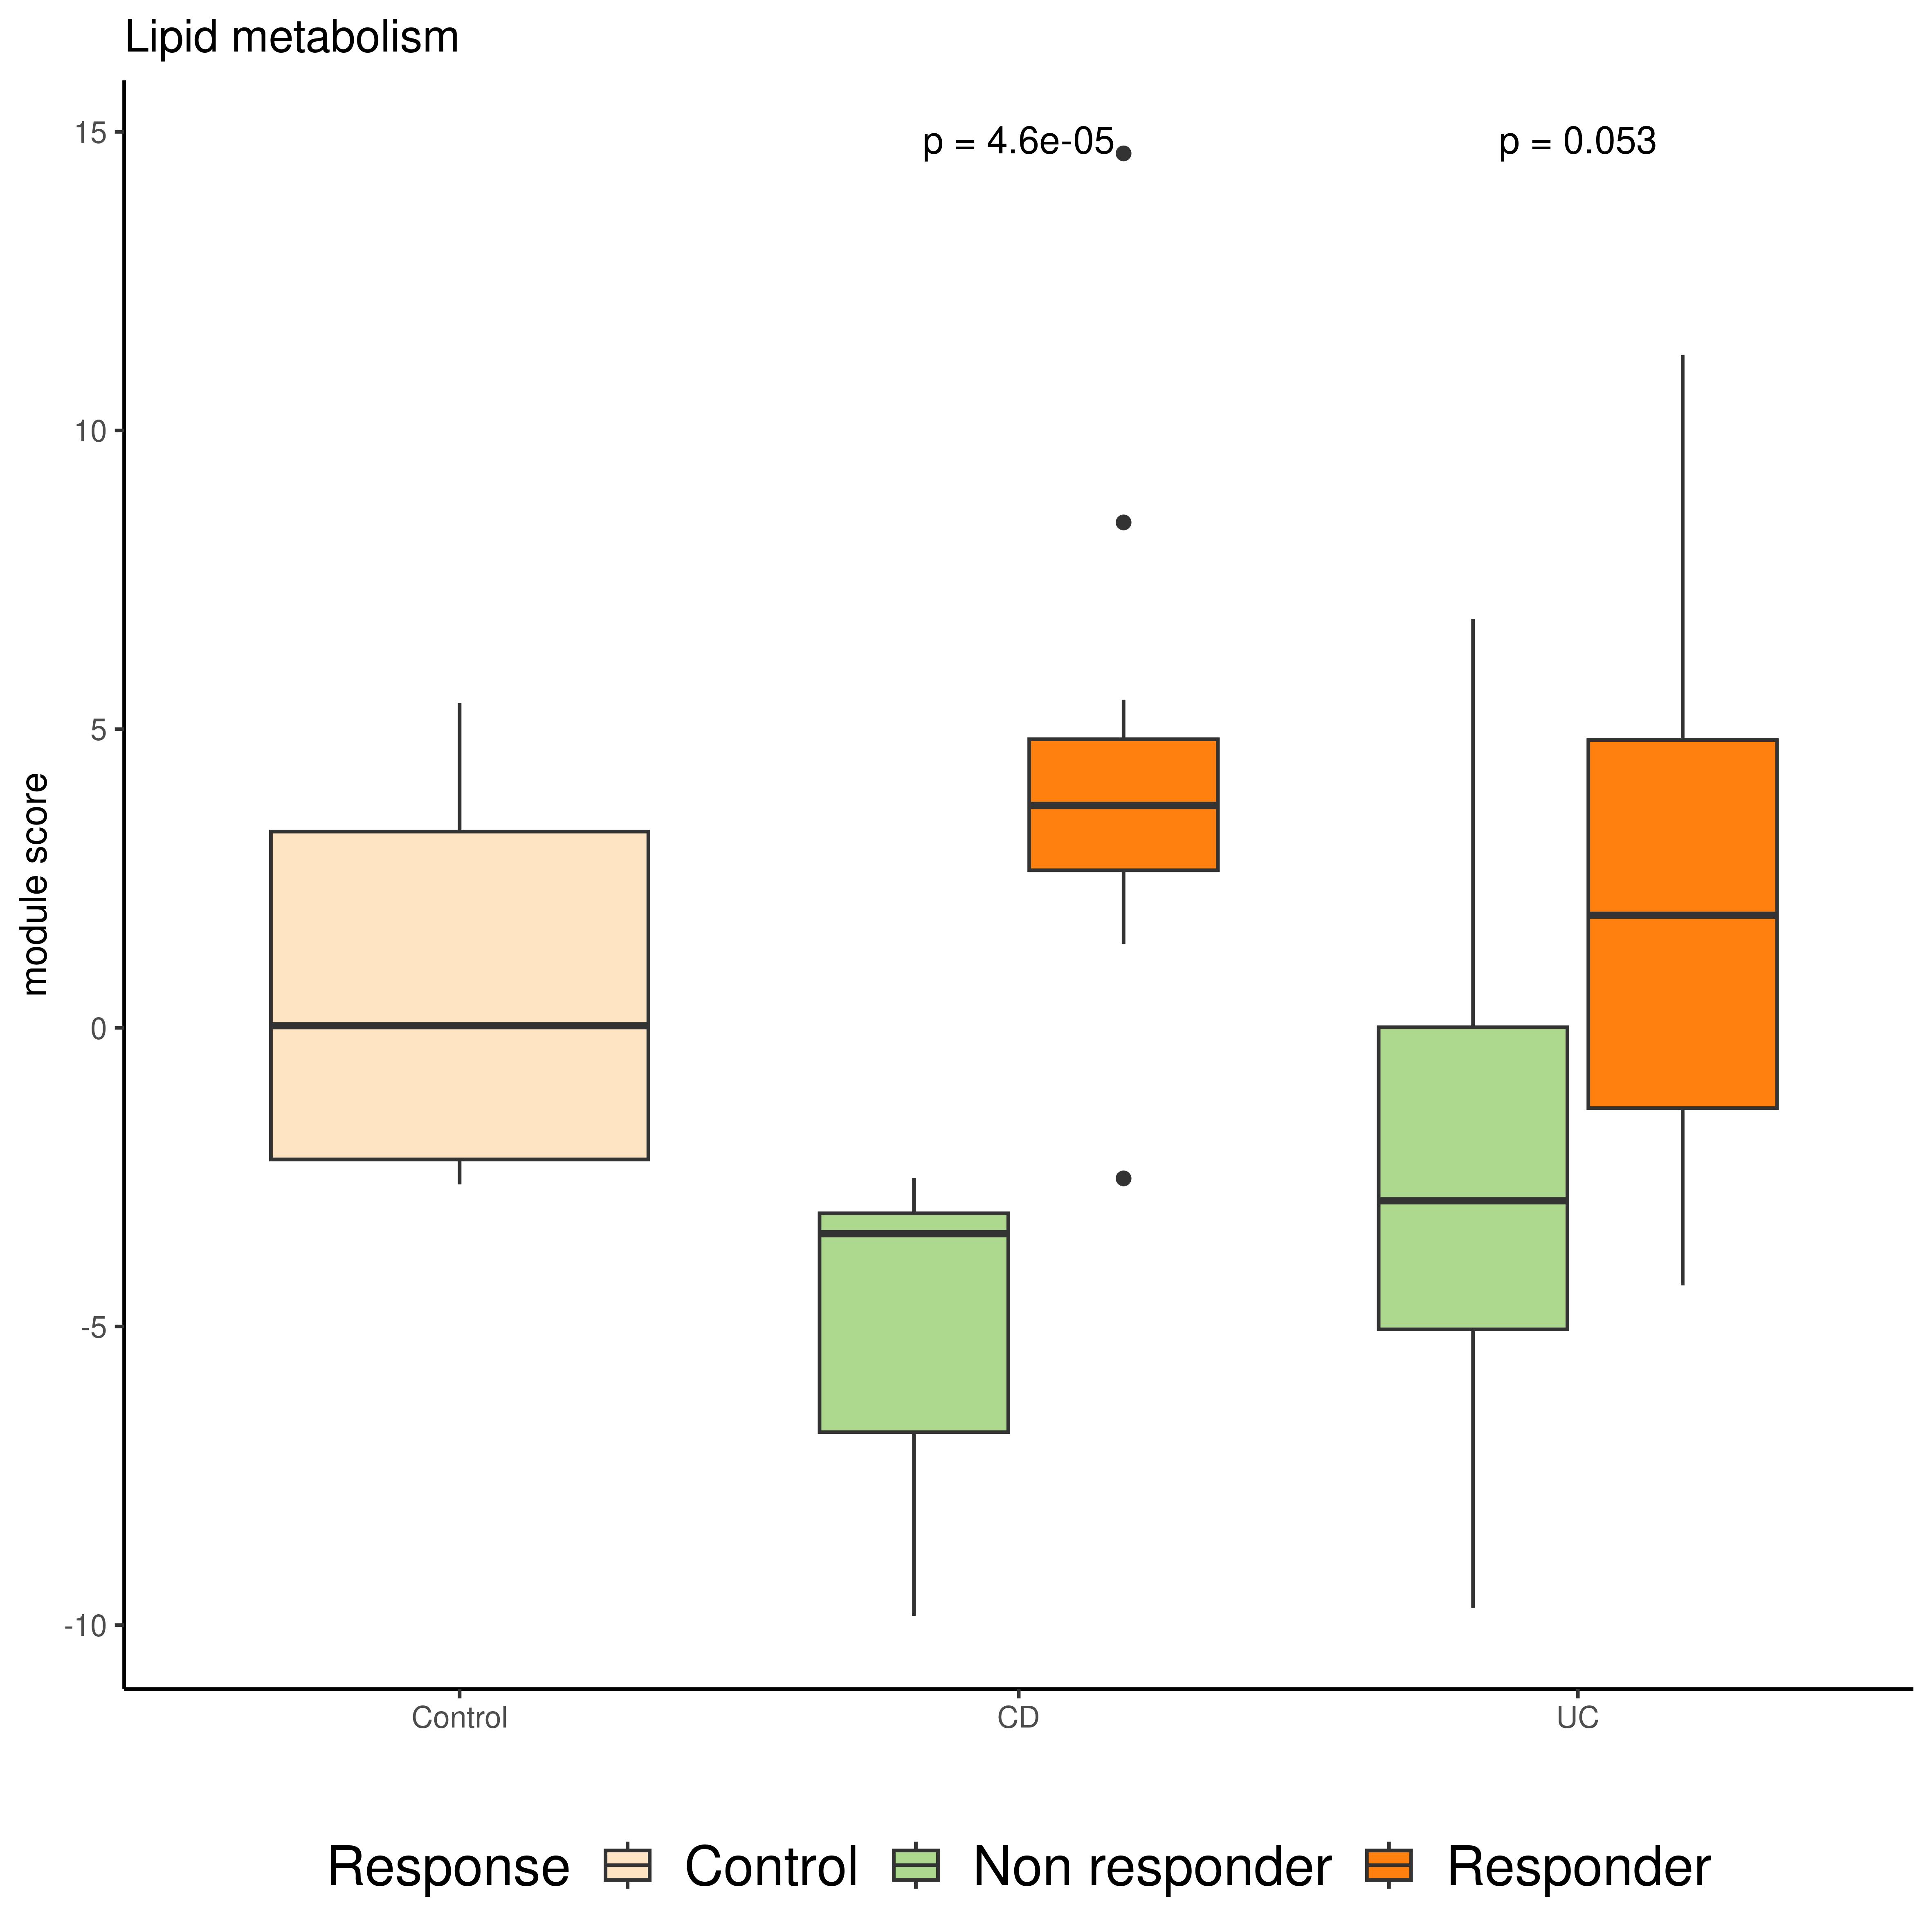 Lipid metabolism
p = 4.6e-05
p = 0.053
15
10
5
0
-5
-10
module score
Control
CD
UC
Response Control Non responder Responder